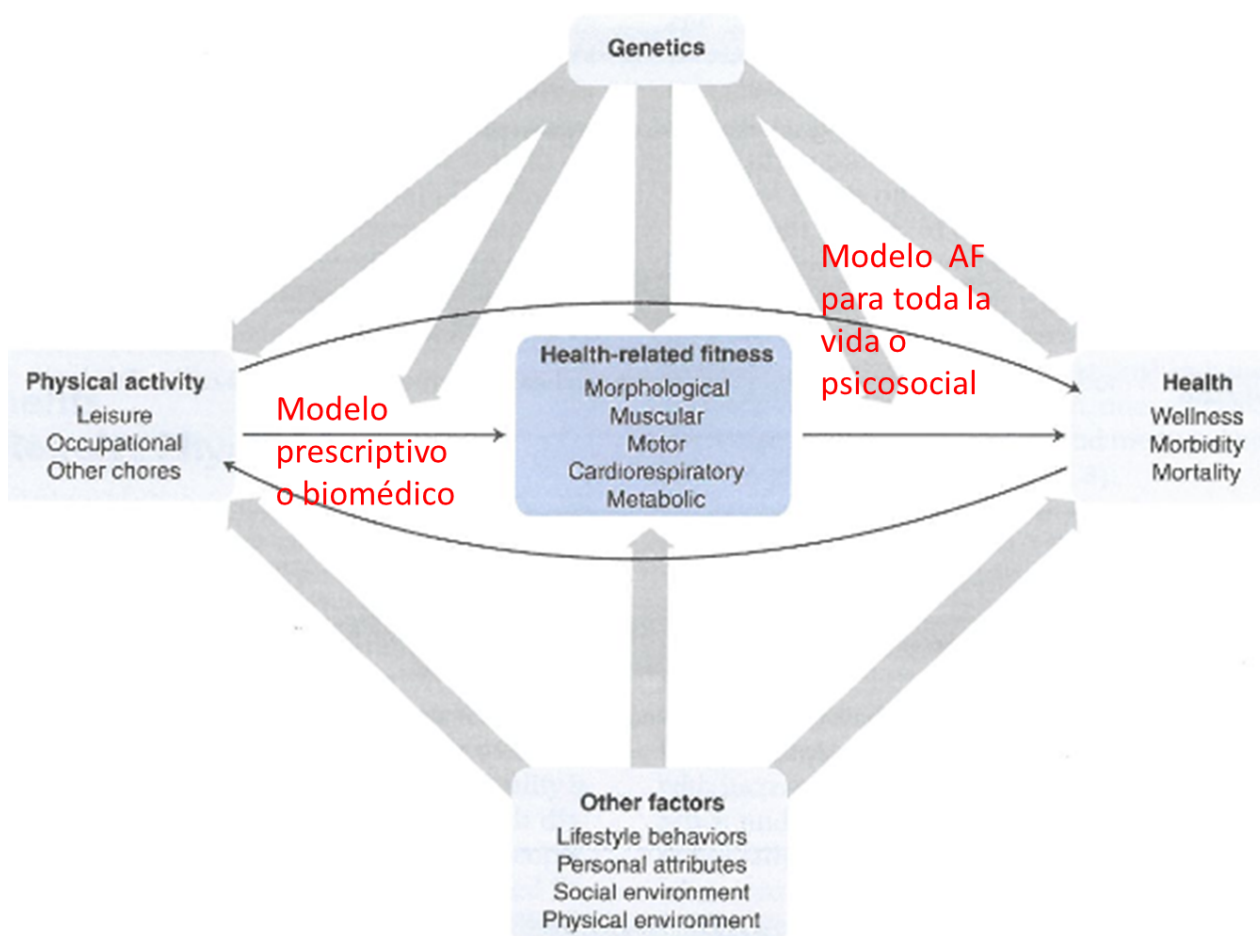 Genetics
Modelo AF
para toda la
vida o
psicosocial
Physical activity
Leisure
Occupational
Other chores
Modelo
prescriptivo
o biomédico
Health-related fitness
Morphological
Muscular
Motor
Cardiorespiratory
Metabolic
Health
Wellness
Morbidity
Mortality
Other factors
Lifestyle behaviors
Personal attributes
Social environment
Physical environment